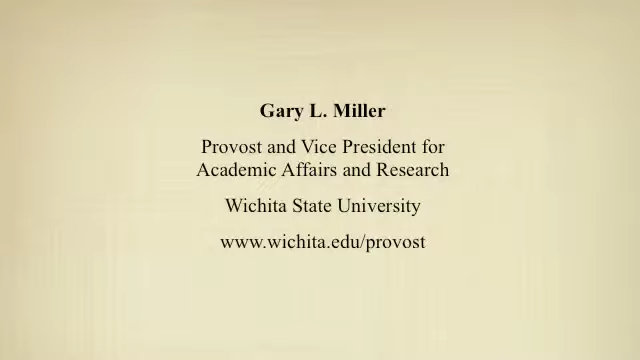 Gary L. Miller
Provost and Vice President for
Academic Affairs and Research
Wichita State University
www.wichita.edu/provost